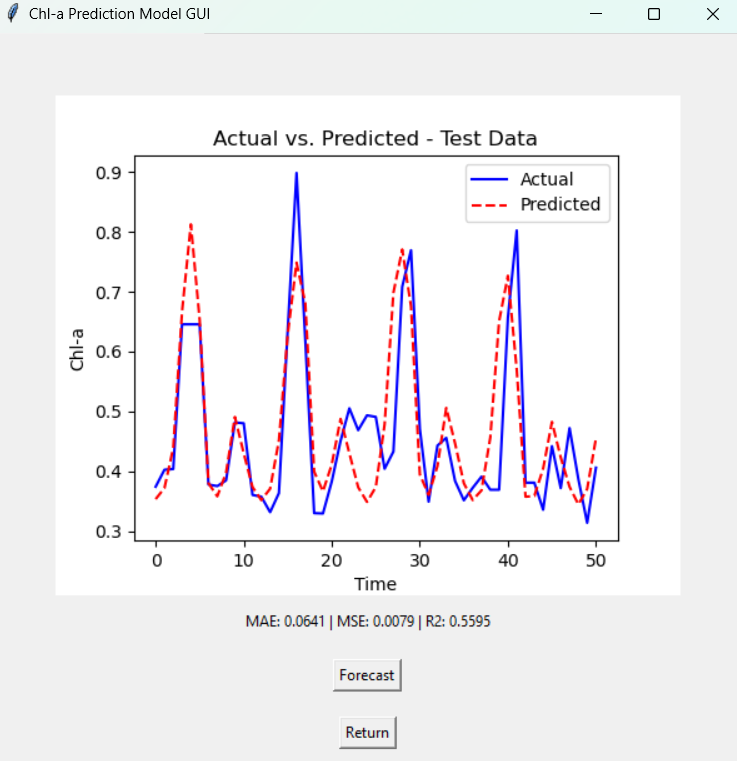 Chl-a Prediction Model GUI
Actual vs. Predicted - Test Data
Actual
Predicted
0.9
0.8
0.7
0.6
0.5
0.4
0.3
Chl-a
0 10 20 30 40 50
Time
MAE: 0.0641 | MSE: 0.0079 | R2: 0.5595
Forecast
Return